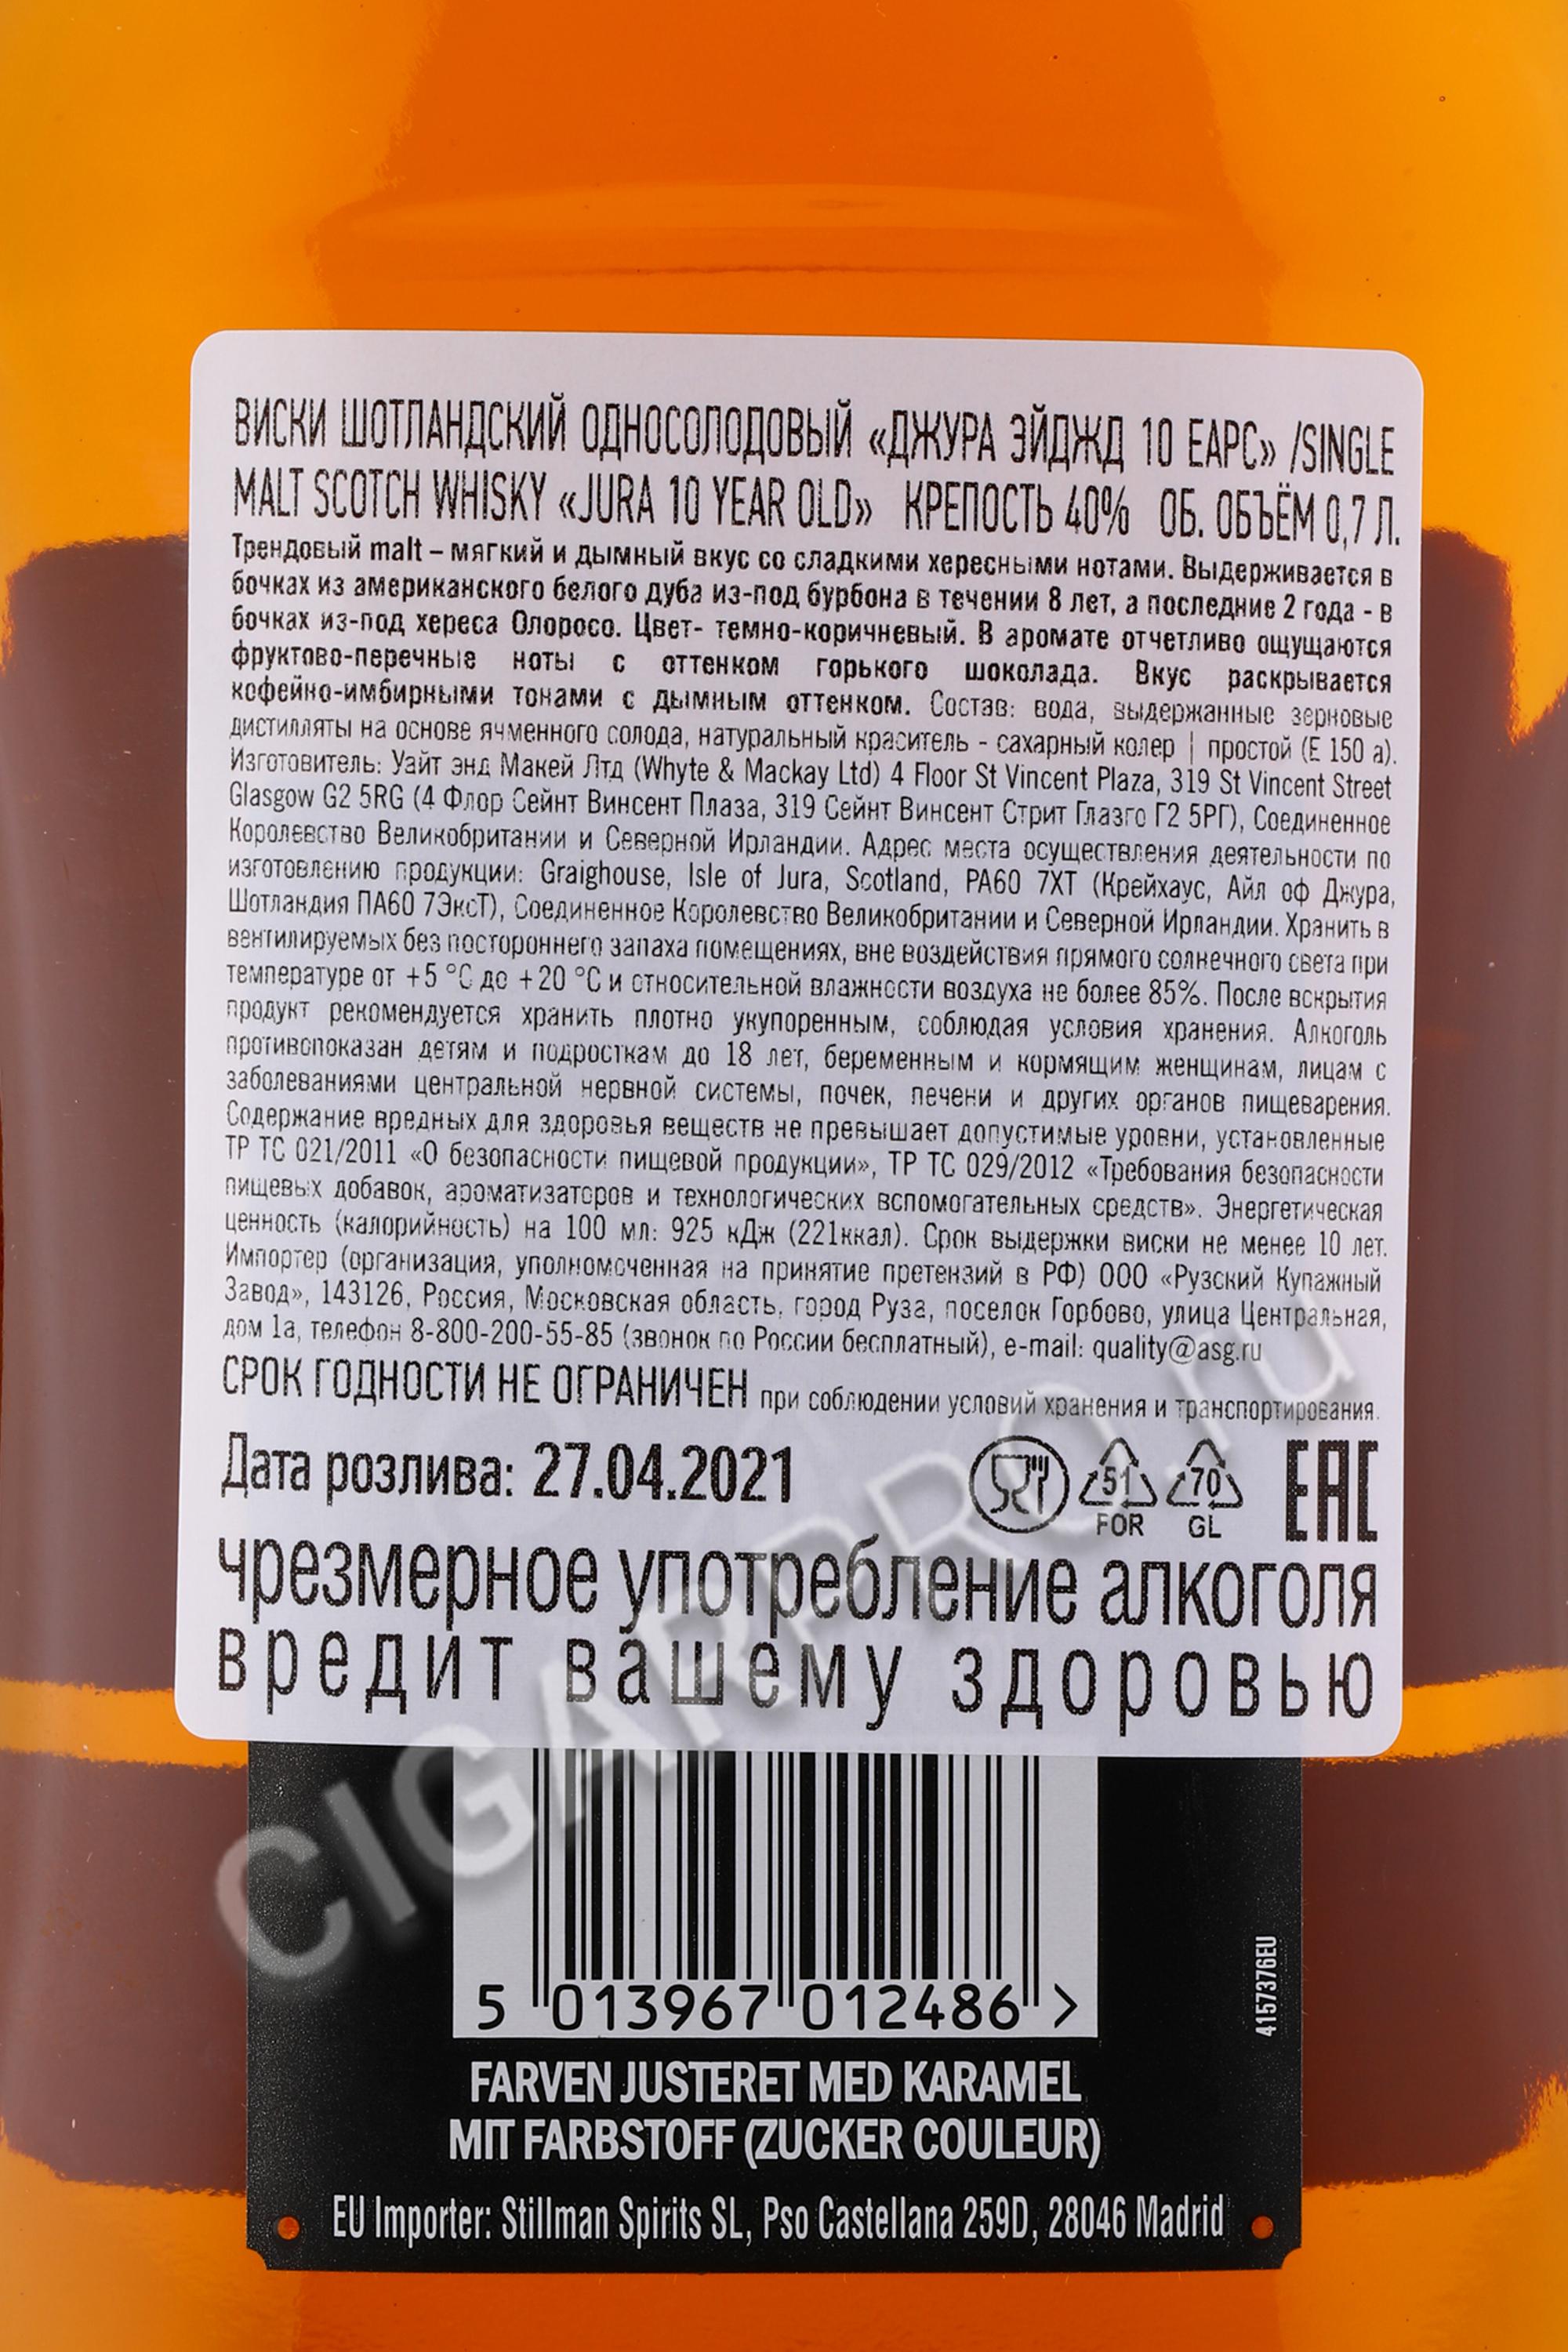 ВИСКИ ШОТЛАНДСКИЙ ОДНОСОЛОДОВЫЙ «ДЖУРА ЭЙДЖД 10 ЕАРС» /SINGLE
MALT SCOTCH WHISKY «JURA 10 YEAR OLD» КРЕПОСТЬ 40% ОБ. ОБЪЁМ 0,7 Л.
Трендовый malt – мягкий и дымный вкус со сладкими хересными нотами. Выдерживается в
бочках из американского белого дуба из-под бурбона в течении 8 лет, а последние 2 года - в
бочках из-под хереса Олоросо. Цвет- темно-коричневый. В аромате отчетливо ощущаются
фруктово-перечные ноты с оттенком горького шоколада. Вкус раскрывается
кофейно-имбирными тонами с дымным оттенком. Состав: вода, выдержанные зерновые
дистилляты на основе ячменного солода, натуральный краситель - сахарный колер | простой (Е 150 а).
Изготовитель: Уайт энд Макей Лтд (Whyte & Mackay Ltd) 4 Floor St Vincent Plaza, 319 St Vincent Street
Glasgow G2 5RG (4 Флор Сейнт Винсент Плаза, 319 Сейнт Винсент Стрит Глазго Г2 5РГ), Соединенное
Королевство Великобритании и Северной Ирландии. Адрес места осуществления деятельности по
изготовлению продукции: Graighouse, Isle of Jura, Scotland, PA60 7XT (Крейхаус, Айл оф Джура,
Шотландия ПА60 7ЭксТ), Соединенное Королевство Великобритании и Северной Ирландии. Хранить в
вентилируемых без постороннего запаха помещениях, вне воздействия прямого солнечного света при
температуре от +5 °С до +20 °С и относительной влажности воздуха не более 85%. После вскрытия
продукт рекомендуется хранить плотно укупоренным, соблюдая условия хранения. Алкоголь
противопоказан детям и подросткам до 18 лет, беременным и кормящим женщинам, лицам с
заболеваниями центральной нервной системы, почек, печени и других органов пищеварения.
Содержание вредных для здоровья веществ не превышает допустимые уровни, установленные
ТР ТС 021/2011 «О безопасности пищевой продукции», ТР ТС 029/2012 «Требования безопасности
пищевых добавок, ароматизаторов и технологических вспомогательных средств». Энергетическая
ценность (калорийность) на 100 мл: 925 кДж (221ккал). Срок выдержки виски не менее 10 лет.
Импортер (организация, уполномоченная на принятие претензий в РФ) ООО «Рузский Купажный
Завод», 143126, Россия, Московская область, город Руза, поселок Горбово, улица Центральная,
дом 1а, телефон 8-800-200-55-85 (звонок по России бесплатный), e-mail: quality@asg.ru
СРОК ГОДНОСТИ НЕ ОГРАНИЧЕН при соблюдении условий хранения и транспортирования.
Дата розлива: 27.04.2021
51
70
FOR
GL
EAC
чрезмерное употребление алкоголя
вредит вашему здоровью
CIGARPRO.ru
5 013967 012486 >
4157376EU
FARVEN JUSTERET MED KARAMEL
MIT FARBSTOFF (ZUCKER COULEUR)
EU Importer: Stillman Spirits SL, Pso Castellana 259D, 28046 Madrid